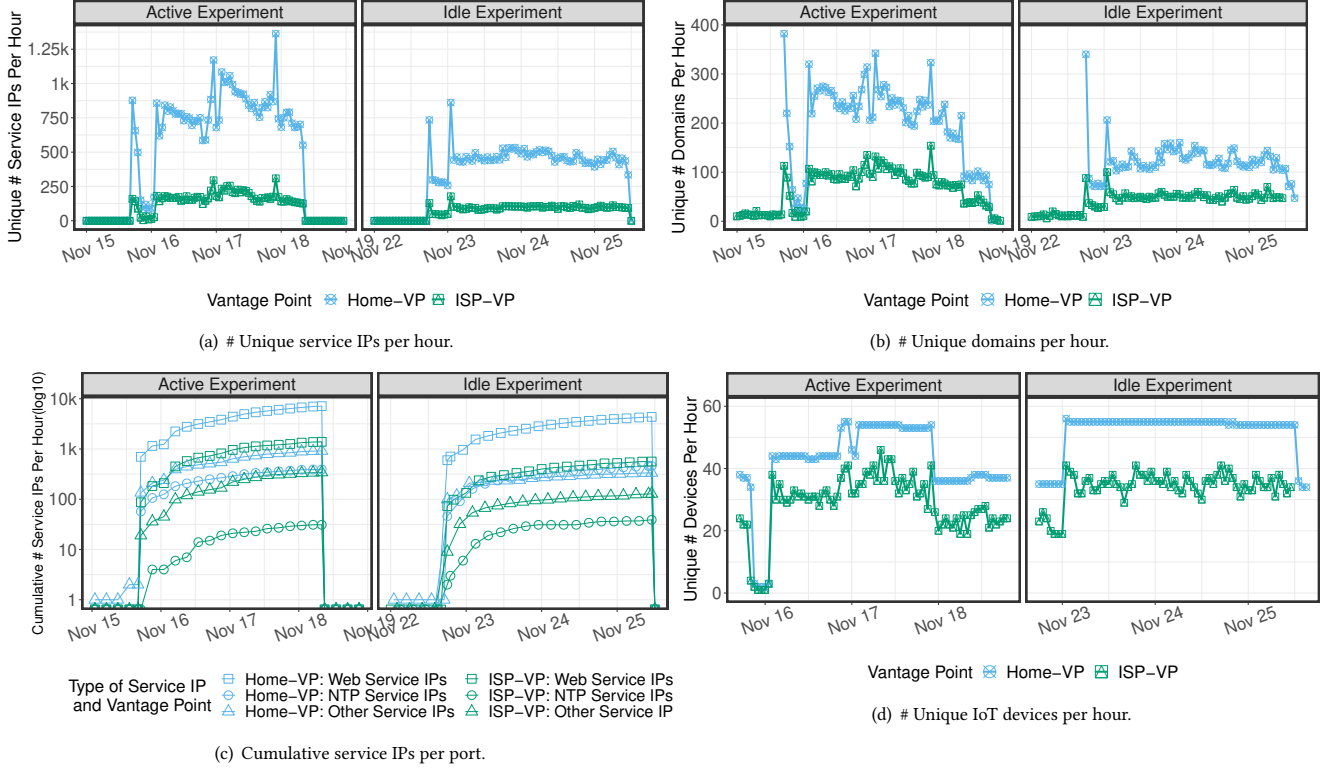 Active Experiment Idle Experiment
Unique # Service IPs Per Hour
1.25k
1k
750
500
250
0
Nov 15 Nov 16 Nov 17 Nov 18 Nov 19 Nov 22 Nov 23 Nov 24 Nov 25
Vantage Point Home−VP ISP−VP
(a) # Unique service IPs per hour.
Active Experiment Idle Experiment
Unique # Domains Per Hour
400
300
200
100
0
Nov 15 Nov 16 Nov 17 Nov 18 Nov 19 Nov 22 Nov 23 Nov 24 Nov 25
Vantage Point Home−VP ISP−VP
(b) # Unique domains per hour.
Active Experiment Idle Experiment
Cumulative # Service IPs Per Hour(log10)
10k
1k
100
10
1
Nov 15 Nov 16 Nov 17 Nov 18 Nov 19 Nov 22 Nov 23 Nov 24 Nov 25
Type of Service IP
and Vantage Point
Home−VP: Web Service IPs ISP−VP: Web Service IPs
Home−VP: NTP Service IPs ISP−VP: NTP Service IPs
Home−VP: Other Service IPs ISP−VP: Other Service IP
(c) Cumulative service IPs per port.
Active Experiment Idle Experiment
Unique # Devices Per Hour
60
40
20
0
Nov 16 Nov 17 Nov 18 Nov 23 Nov 24 Nov 25
Vantage Point Home−VP ISP−VP
(d) # Unique IoT devices per hour.